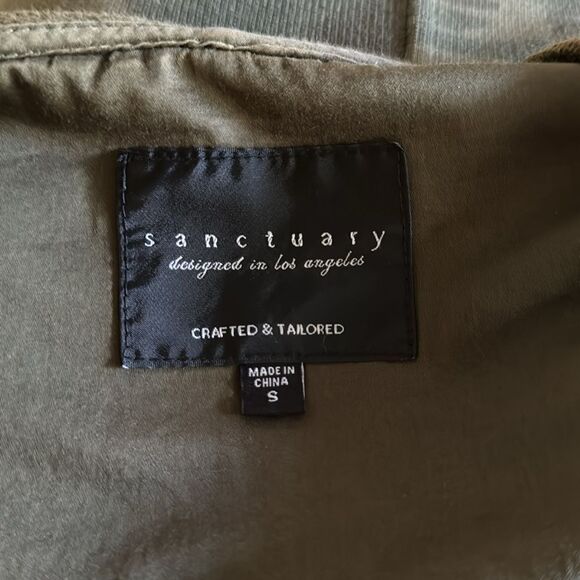 sanctuary
designed in los angeles
CRAFTED & TAILORED
MADE IN
CHINA
S